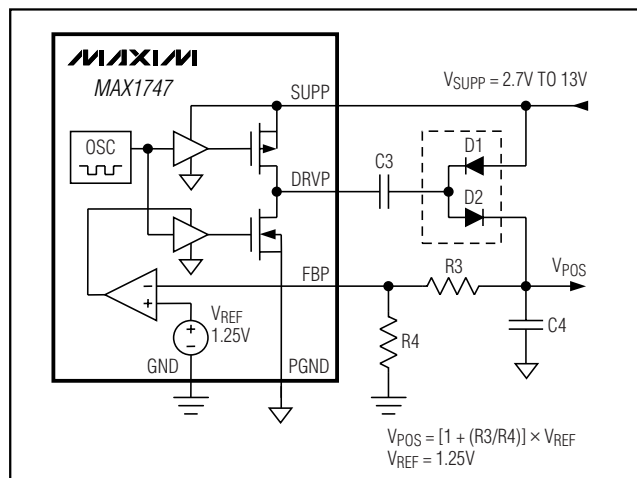 MAXIM
MAX1747
OSC
SUPP
V_SUPP = 2.7V TO 13V
DRVP
C3
D1
D2
FBP
R3
V_POS
R4
C4
V_REF
1.25V
GND
PGND
V_POS = [1 + (R3/R4)] × V_REF
V_REF = 1.25V